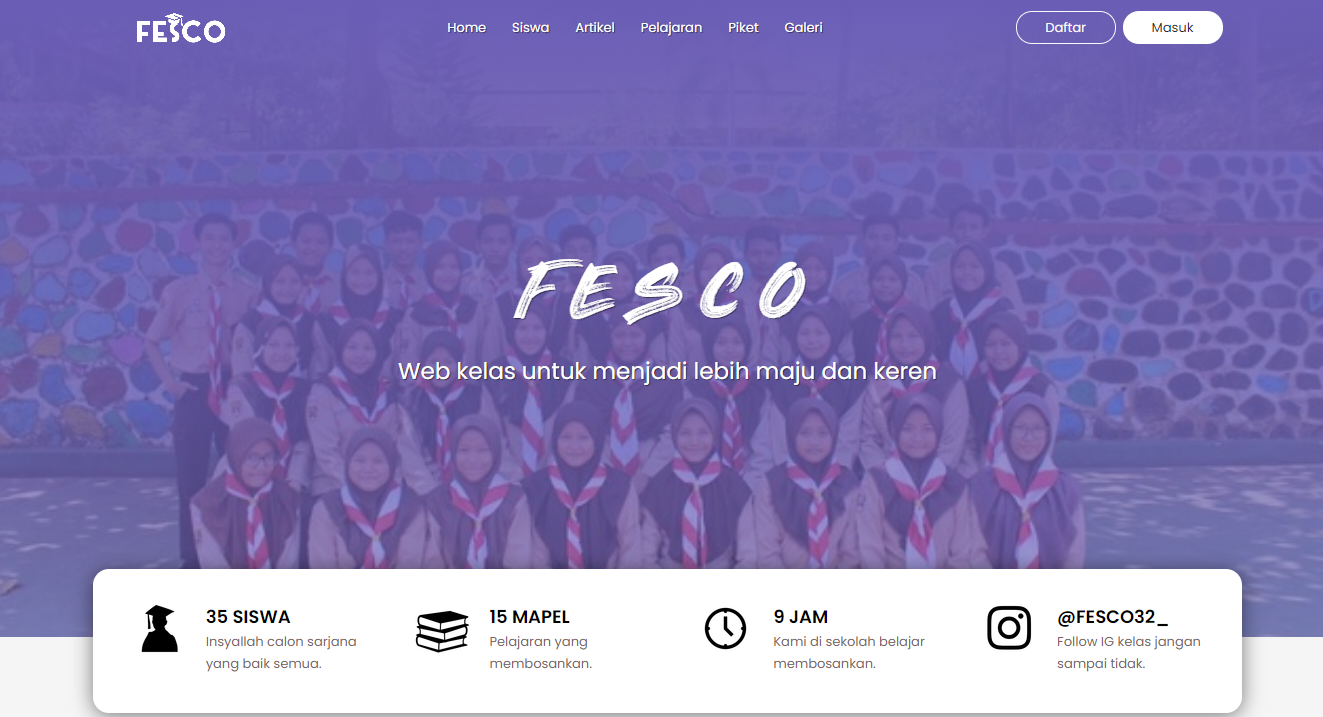 FESCO
Home Siswa Artikel Pelajaran Piket Galeri
Daftar Masuk
FESCO
Web kelas untuk menjadi lebih maju dan keren
35 SISWA
Insyallah calon sarjana
yang baik semua.
15 MAPEL
Pelajaran yang
membosankan.
9 JAM
Kami di sekolah belajar
membosankan.
@FESCO32_
Follow IG kelas jangan
sampai tidak.